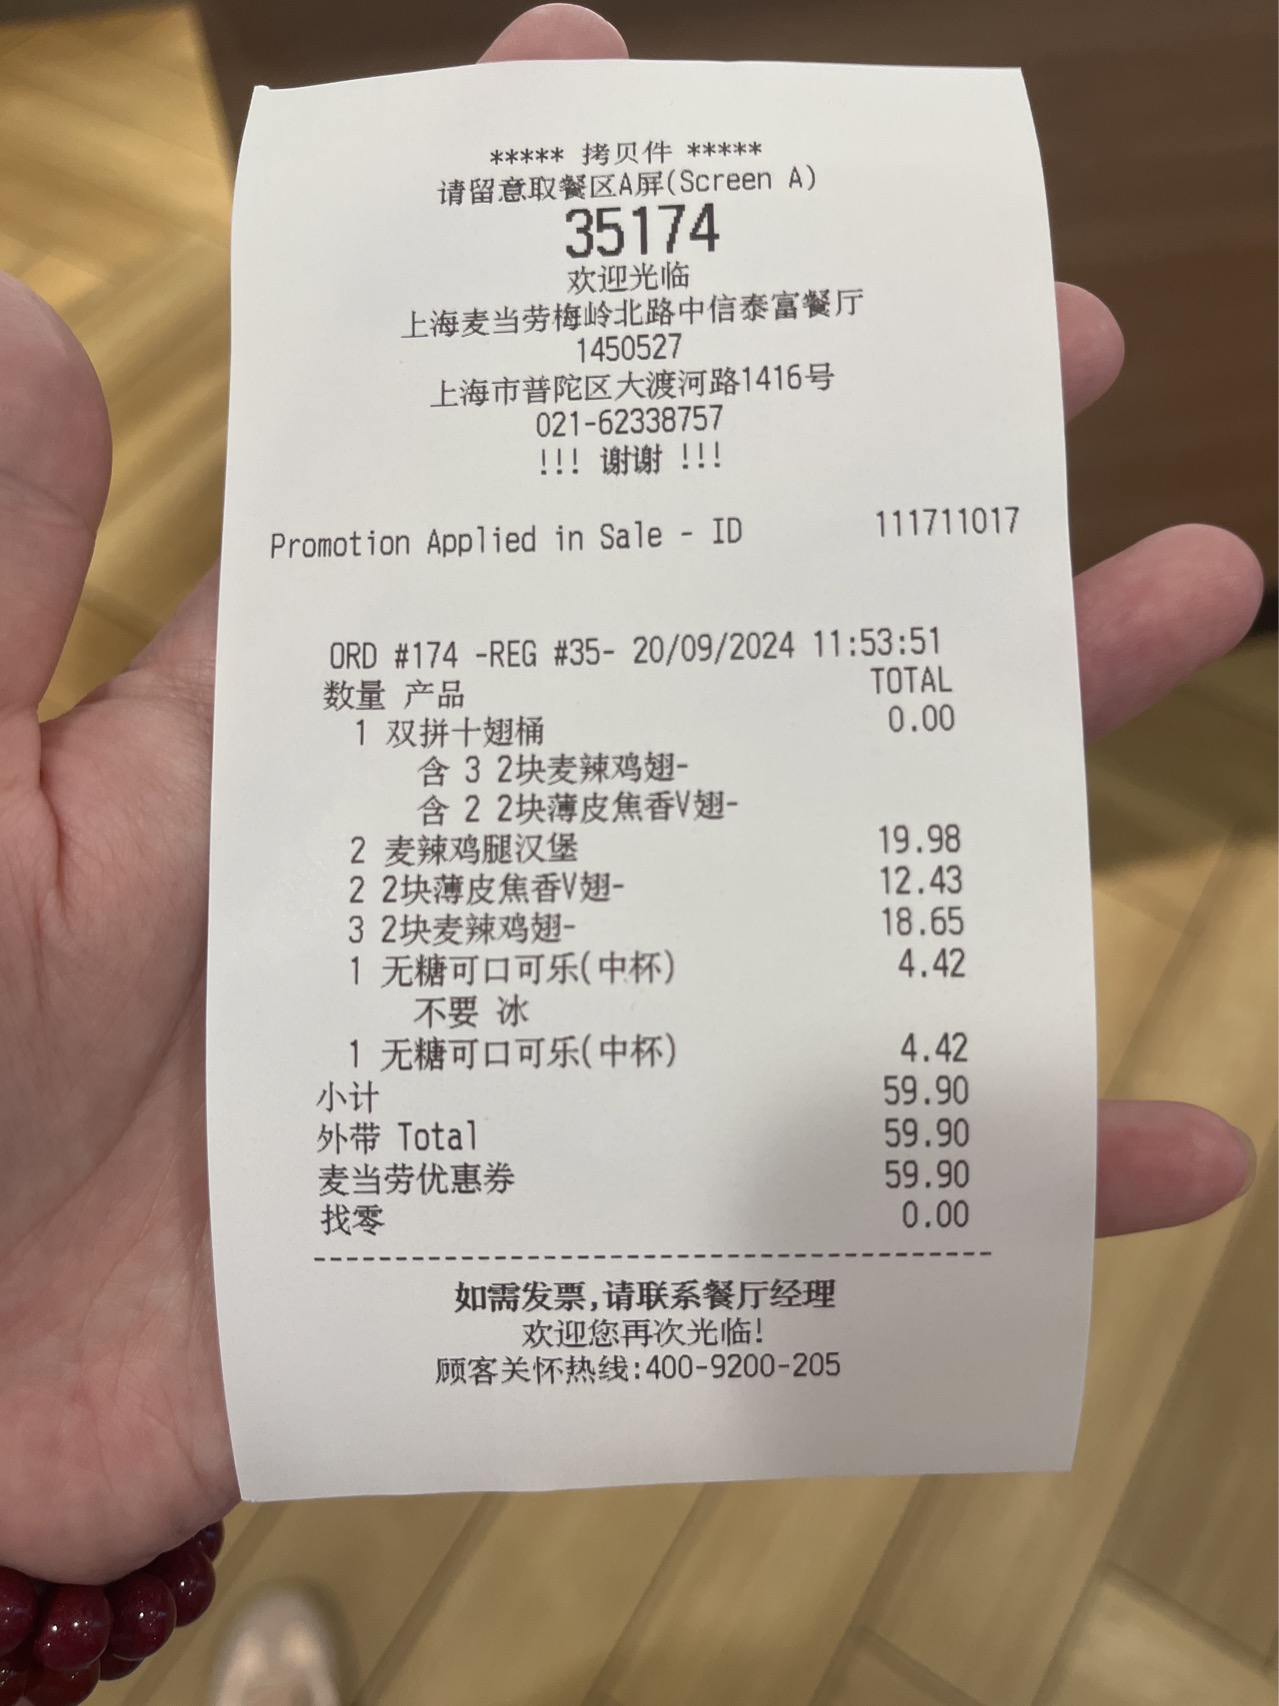 ***** 拷贝件 *****
请留意取餐区A屏(Screen A)
35174
欢迎光临
上海麦当劳梅岭北路中信泰富餐厅
1450527
上海市普陀区大渡河路1416号
021-62338757
!!! 谢谢 !!!
Promotion Applied in Sale - ID 111711017
ORD #174 -REG #35- 20/09/2024 11:53:51
数量 产品 TOTAL
1 双拼十翅桶 0.00
含 3 2块麦辣鸡翅-
含 2 2块薄皮焦香V翅-
2 麦辣鸡腿汉堡 19.98
2 2块薄皮焦香V翅- 12.43
3 2块麦辣鸡翅- 18.65
1 无糖可口可乐(中杯) 4.42
不要 冰
1 无糖可口可乐(中杯) 4.42
小计 59.90
外带 Total 59.90
麦当劳优惠券 59.90
找零 0.00
--------------------------------------------
如需发票,请联系餐厅经理
欢迎您再次光临!
顾客关怀热线:400-9200-205